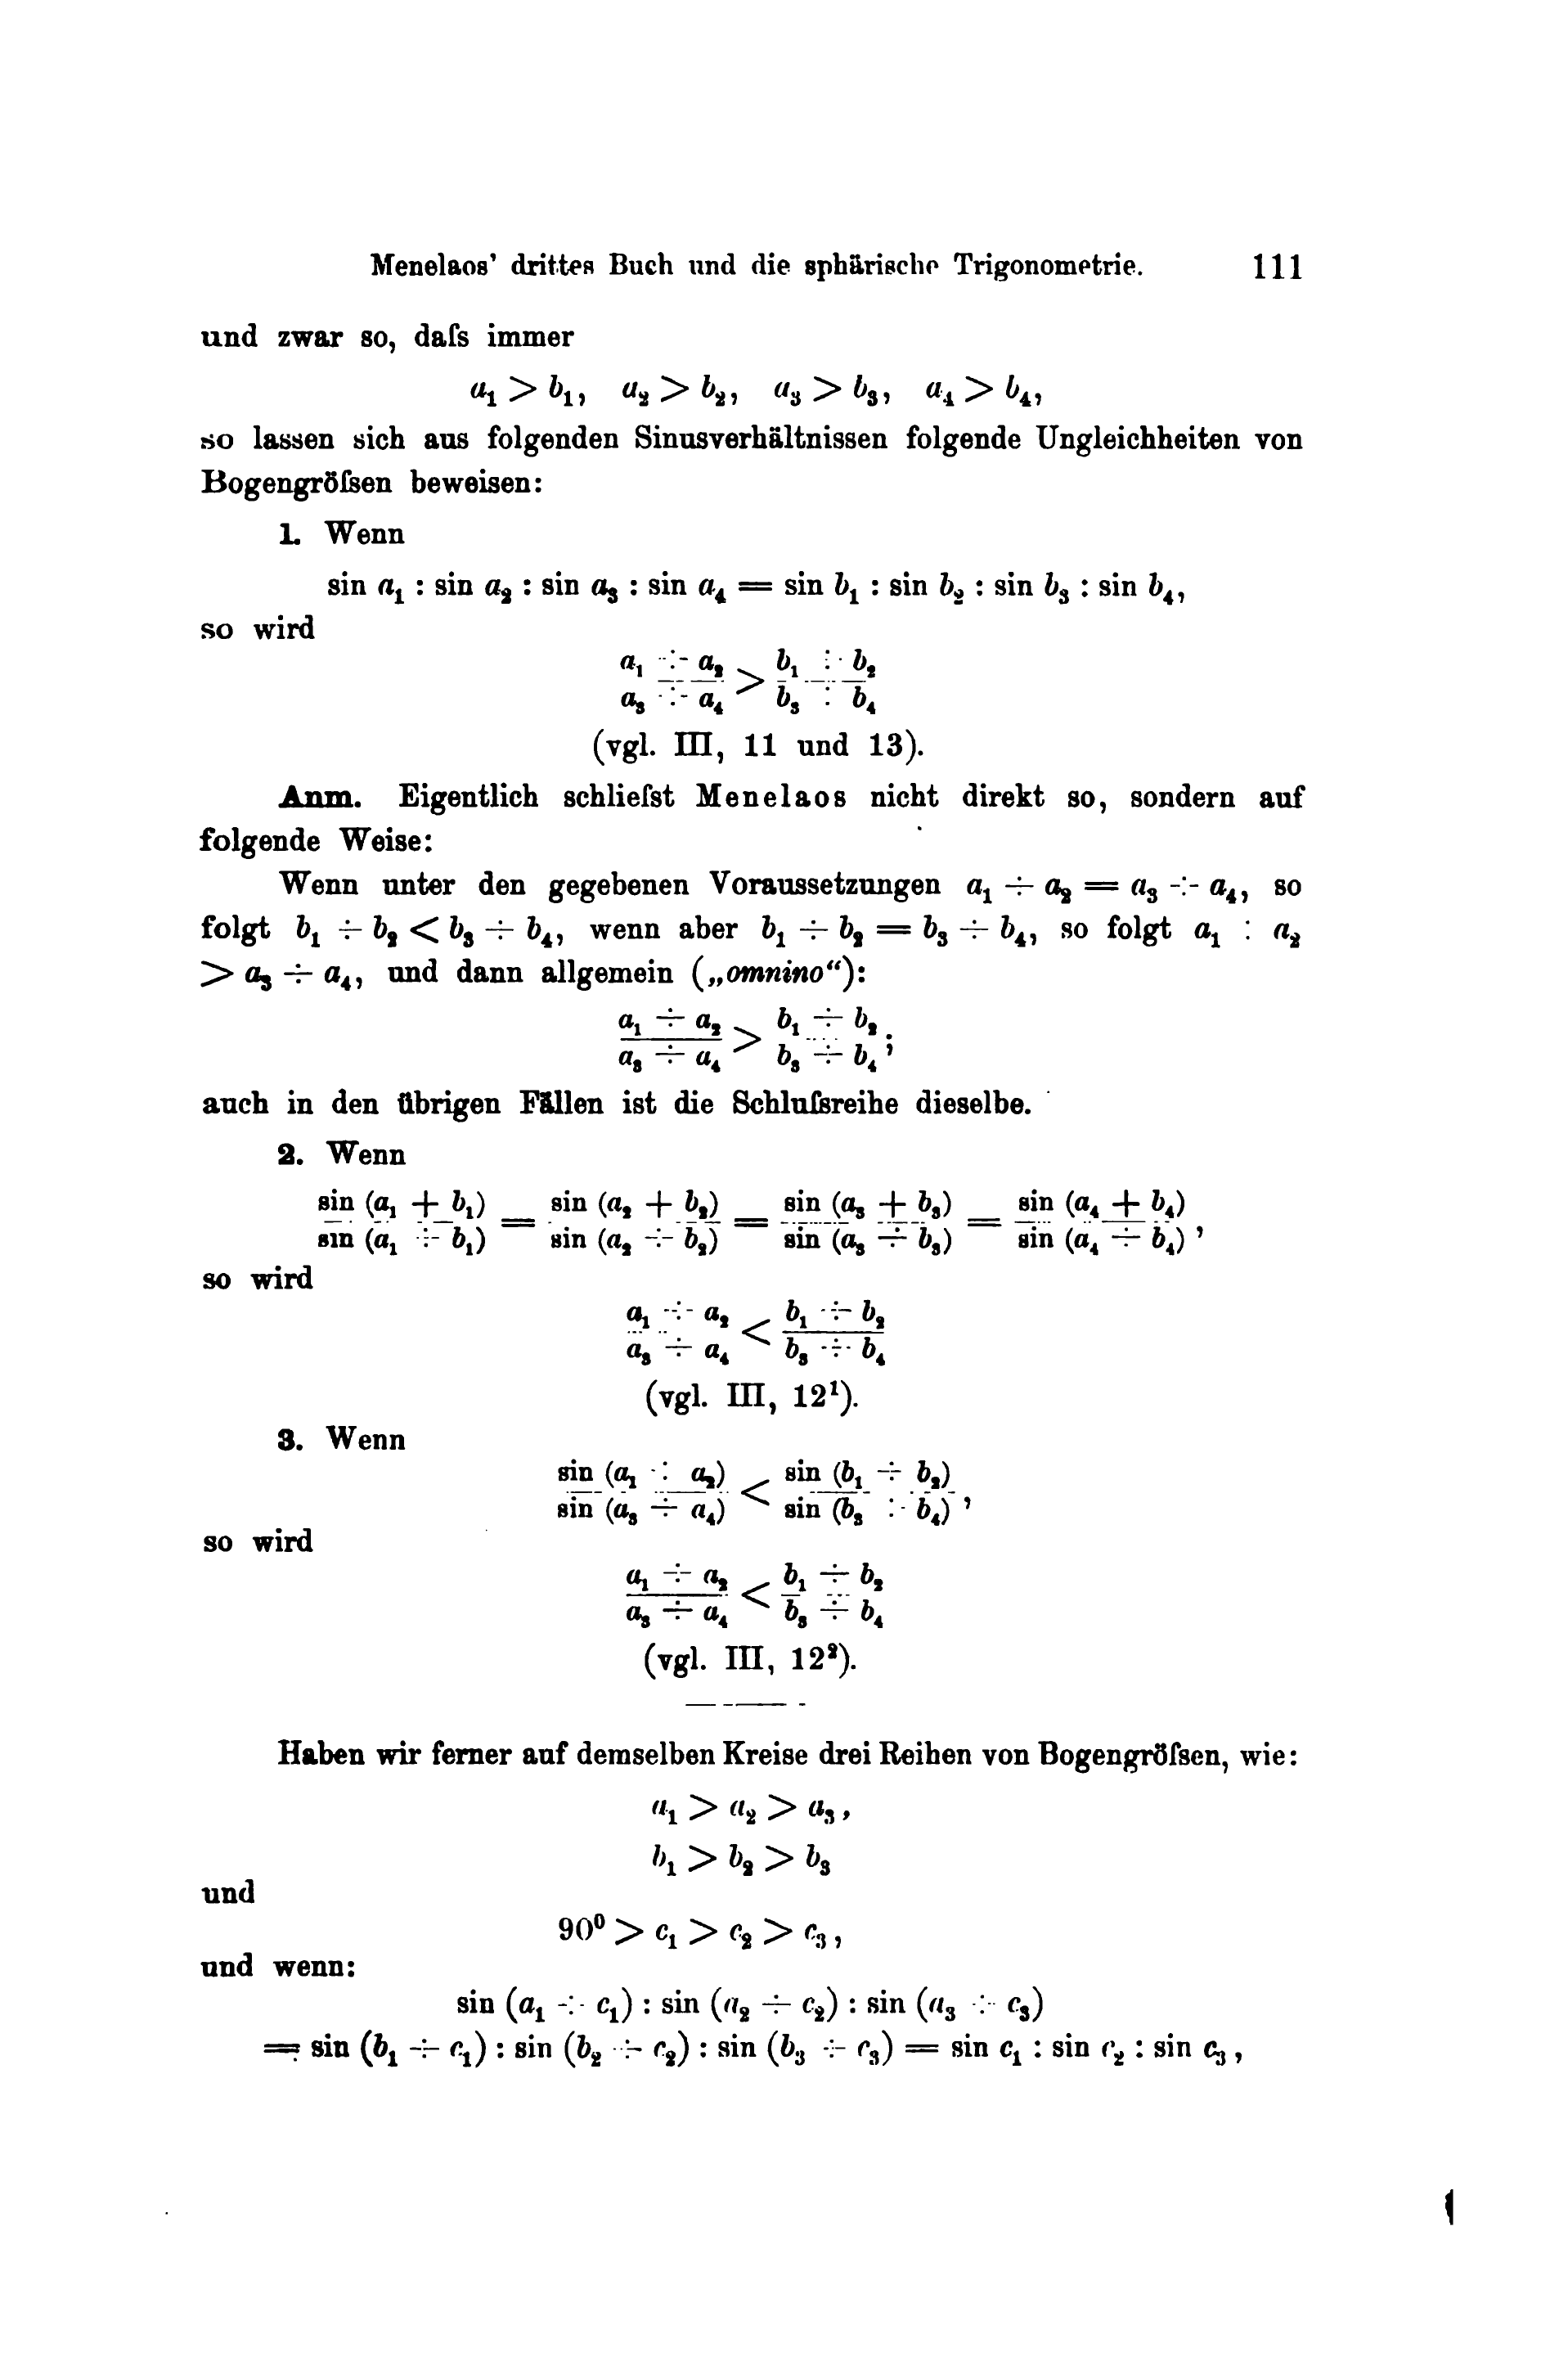 Menelaos' drittes Buch und die sphärische Trigonometrie. 111
und zwar so, daſs immer
a₁ > b₁, a₂ > b₂, a₃ > b₃, a₄ > b₄,
so lassen sich aus folgenden Sinusverhältnissen folgende Ungleichheiten von
Bogengröſsen beweisen:
1. Wenn
sin a₁ : sin a₂ : sin a₃ : sin a₄ = sin b₁ : sin b₂ : sin b₃ : sin b₄,
so wird
(a₁ ÷ a₂)/(a₃ ÷ a₄) > (b₁ ÷ b₂)/(b₃ ÷ b₄)
(vgl. III, 11 und 13).
Anm. Eigentlich schlieſst Menelaos nicht direkt so, sondern auf
folgende Weise:
Wenn unter den gegebenen Voraussetzungen a₁ ÷ a₂ = a₃ ÷ a₄, so
folgt b₁ ÷ b₂ < b₃ ÷ b₄, wenn aber b₁ ÷ b₂ = b₃ ÷ b₄, so folgt a₁ ÷ a₂
> a₃ ÷ a₄, und dann allgemein („omnino“):
(a₁ ÷ a₂)/(a₃ ÷ a₄) > (b₁ ÷ b₂)/(b₃ ÷ b₄);
auch in den übrigen Fällen ist die Schluſsreihe dieselbe.
2. Wenn
sin (a₁ + b₁)/sin (a₁ ÷ b₁) = sin (a₂ + b₂)/sin (a₂ ÷ b₂) = sin (a₃ + b₃)/sin (a₃ ÷ b₃) = sin (a₄ + b₄)/sin (a₄ ÷ b₄),
so wird
(a₁ ÷ a₂)/(a₃ ÷ a₄) < (b₁ ÷ b₂)/(b₃ ÷ b₄)
(vgl. III, 12¹).
3. Wenn
sin (a₁ ÷ a₂)/sin (a₃ ÷ a₄) < sin (b₁ ÷ b₂)/sin (b₃ ÷ b₄),
so wird
(a₁ ÷ a₂)/(a₃ ÷ a₄) < (b₁ ÷ b₂)/(b₃ ÷ b₄)
(vgl. III, 12²).
Haben wir ferner auf demselben Kreise drei Reihen von Bogengröſsen, wie:
a₁ > a₂ > a₃,
b₁ > b₂ > b₃
und
90⁰ > c₁ > c₂ > c₃,
und wenn:
sin (a₁ ÷ c₁) : sin (a₂ ÷ c₂) : sin (a₃ ÷ c₃)
= sin (b₁ ÷ c₁) : sin (b₂ ÷ c₂) : sin (b₃ ÷ c₃) = sin c₁ : sin c₂ : sin c₃,